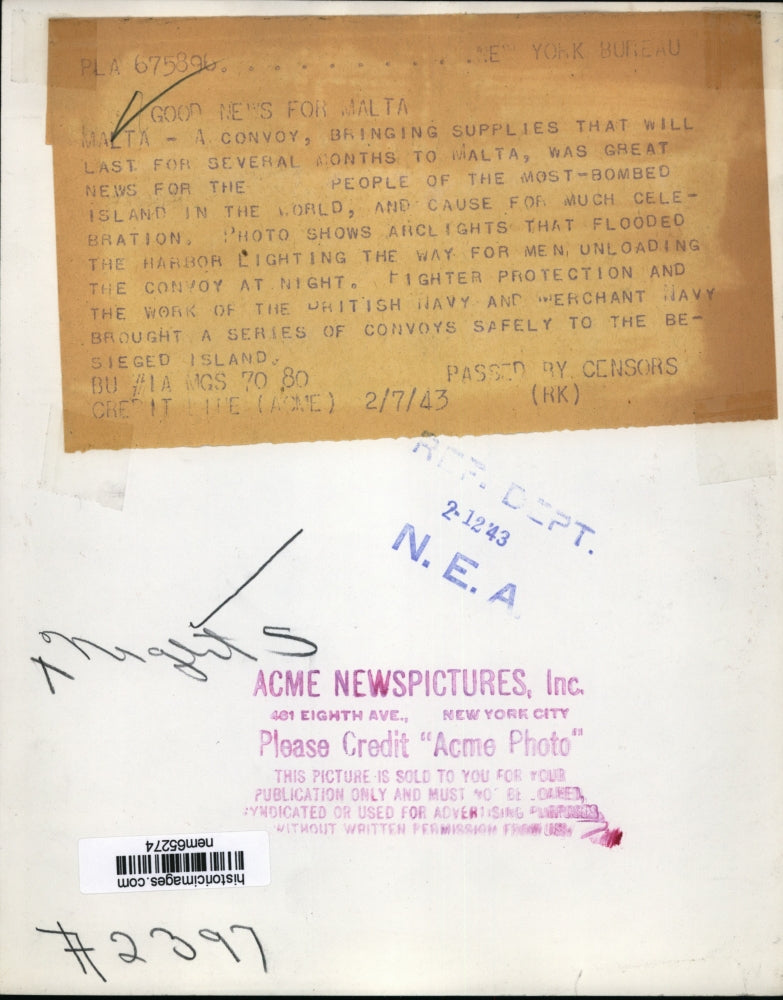 PLA 675896. . . . . . . . . . .NEW YORK BUREAU
GOOD NEWS FOR MALTA
MALTA - A CONVOY, BRINGING SUPPLIES THAT WILL
LAST FOR SEVERAL MONTHS TO MALTA, WAS GREAT
NEWS FOR THE PEOPLE OF THE MOST-BOMBED
ISLAND IN THE WORLD, AND CAUSE FOR MUCH CELE-
BRATION. PHOTO SHOWS ARCLIGHTS THAT FLOODED
THE HARBOR LIGHTING THE WAY FOR MEN UNLOADING
THE CONVOY AT NIGHT. FIGHTER PROTECTION AND
THE WORK OF THE BRITISH NAVY AND MERCHANT NAVY
BROUGHT A SERIES OF CONVOYS SAFELY TO THE BE-
SIEGED ISLAND.
BU #1A MGS 70 80 PASSED BY CENSORS
CREDIT LINE (ACME) 2/7/43 (RK)
REF. DEPT.
2-12 43
N. E. A
ACME NEWSPICTURES, Inc.
461 EIGHTH AVE., NEW YORK CITY
Please Credit "Acme Photo"
THIS PICTURE IS SOLD TO YOU FOR YOUR
PUBLICATION ONLY AND MUST NOT BE LOANED,
SYNDICATED OR USED FOR ADVERTISING PURPOSES
WITHOUT WRITTEN PERMISSION FROM US
historicimages.com
nem65274
#2397